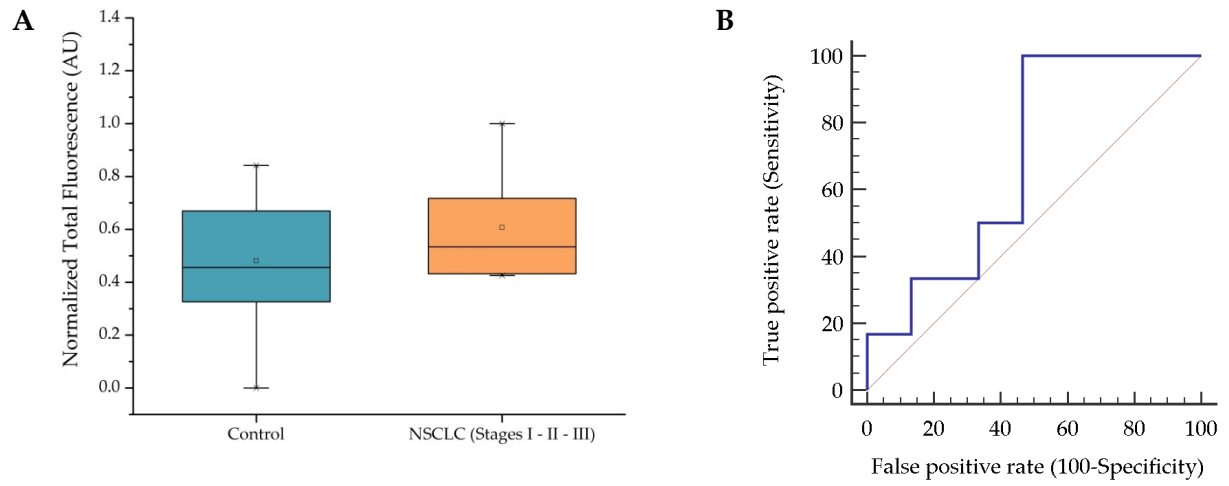 A
Normalized Total Fluorescence (AU)
1.4
1.2
1.0
0.8
0.6
0.4
0.2
0.0
Control
NSCLC (Stages I - II - III)
B
True positive rate (Sensitivity)
100
80
60
40
20
0
0 20 40 60 80 100
False positive rate (100-Specificity)